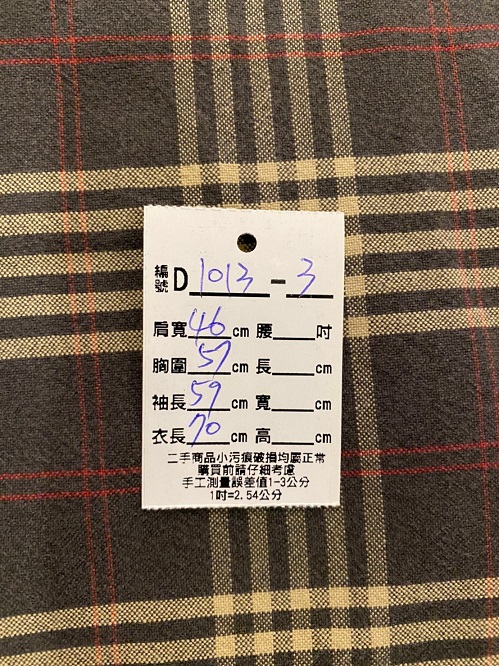 編號D 1013 - 3
肩寬 46 cm 腰____吋
胸圍 57 cm 長____cm
袖長 59 cm 寬____cm
衣長 70 cm 高____cm
二手商品小污痕破損均屬正常
購買前請仔細考慮
手工測量誤差值1-3公分
1吋=2.54公分